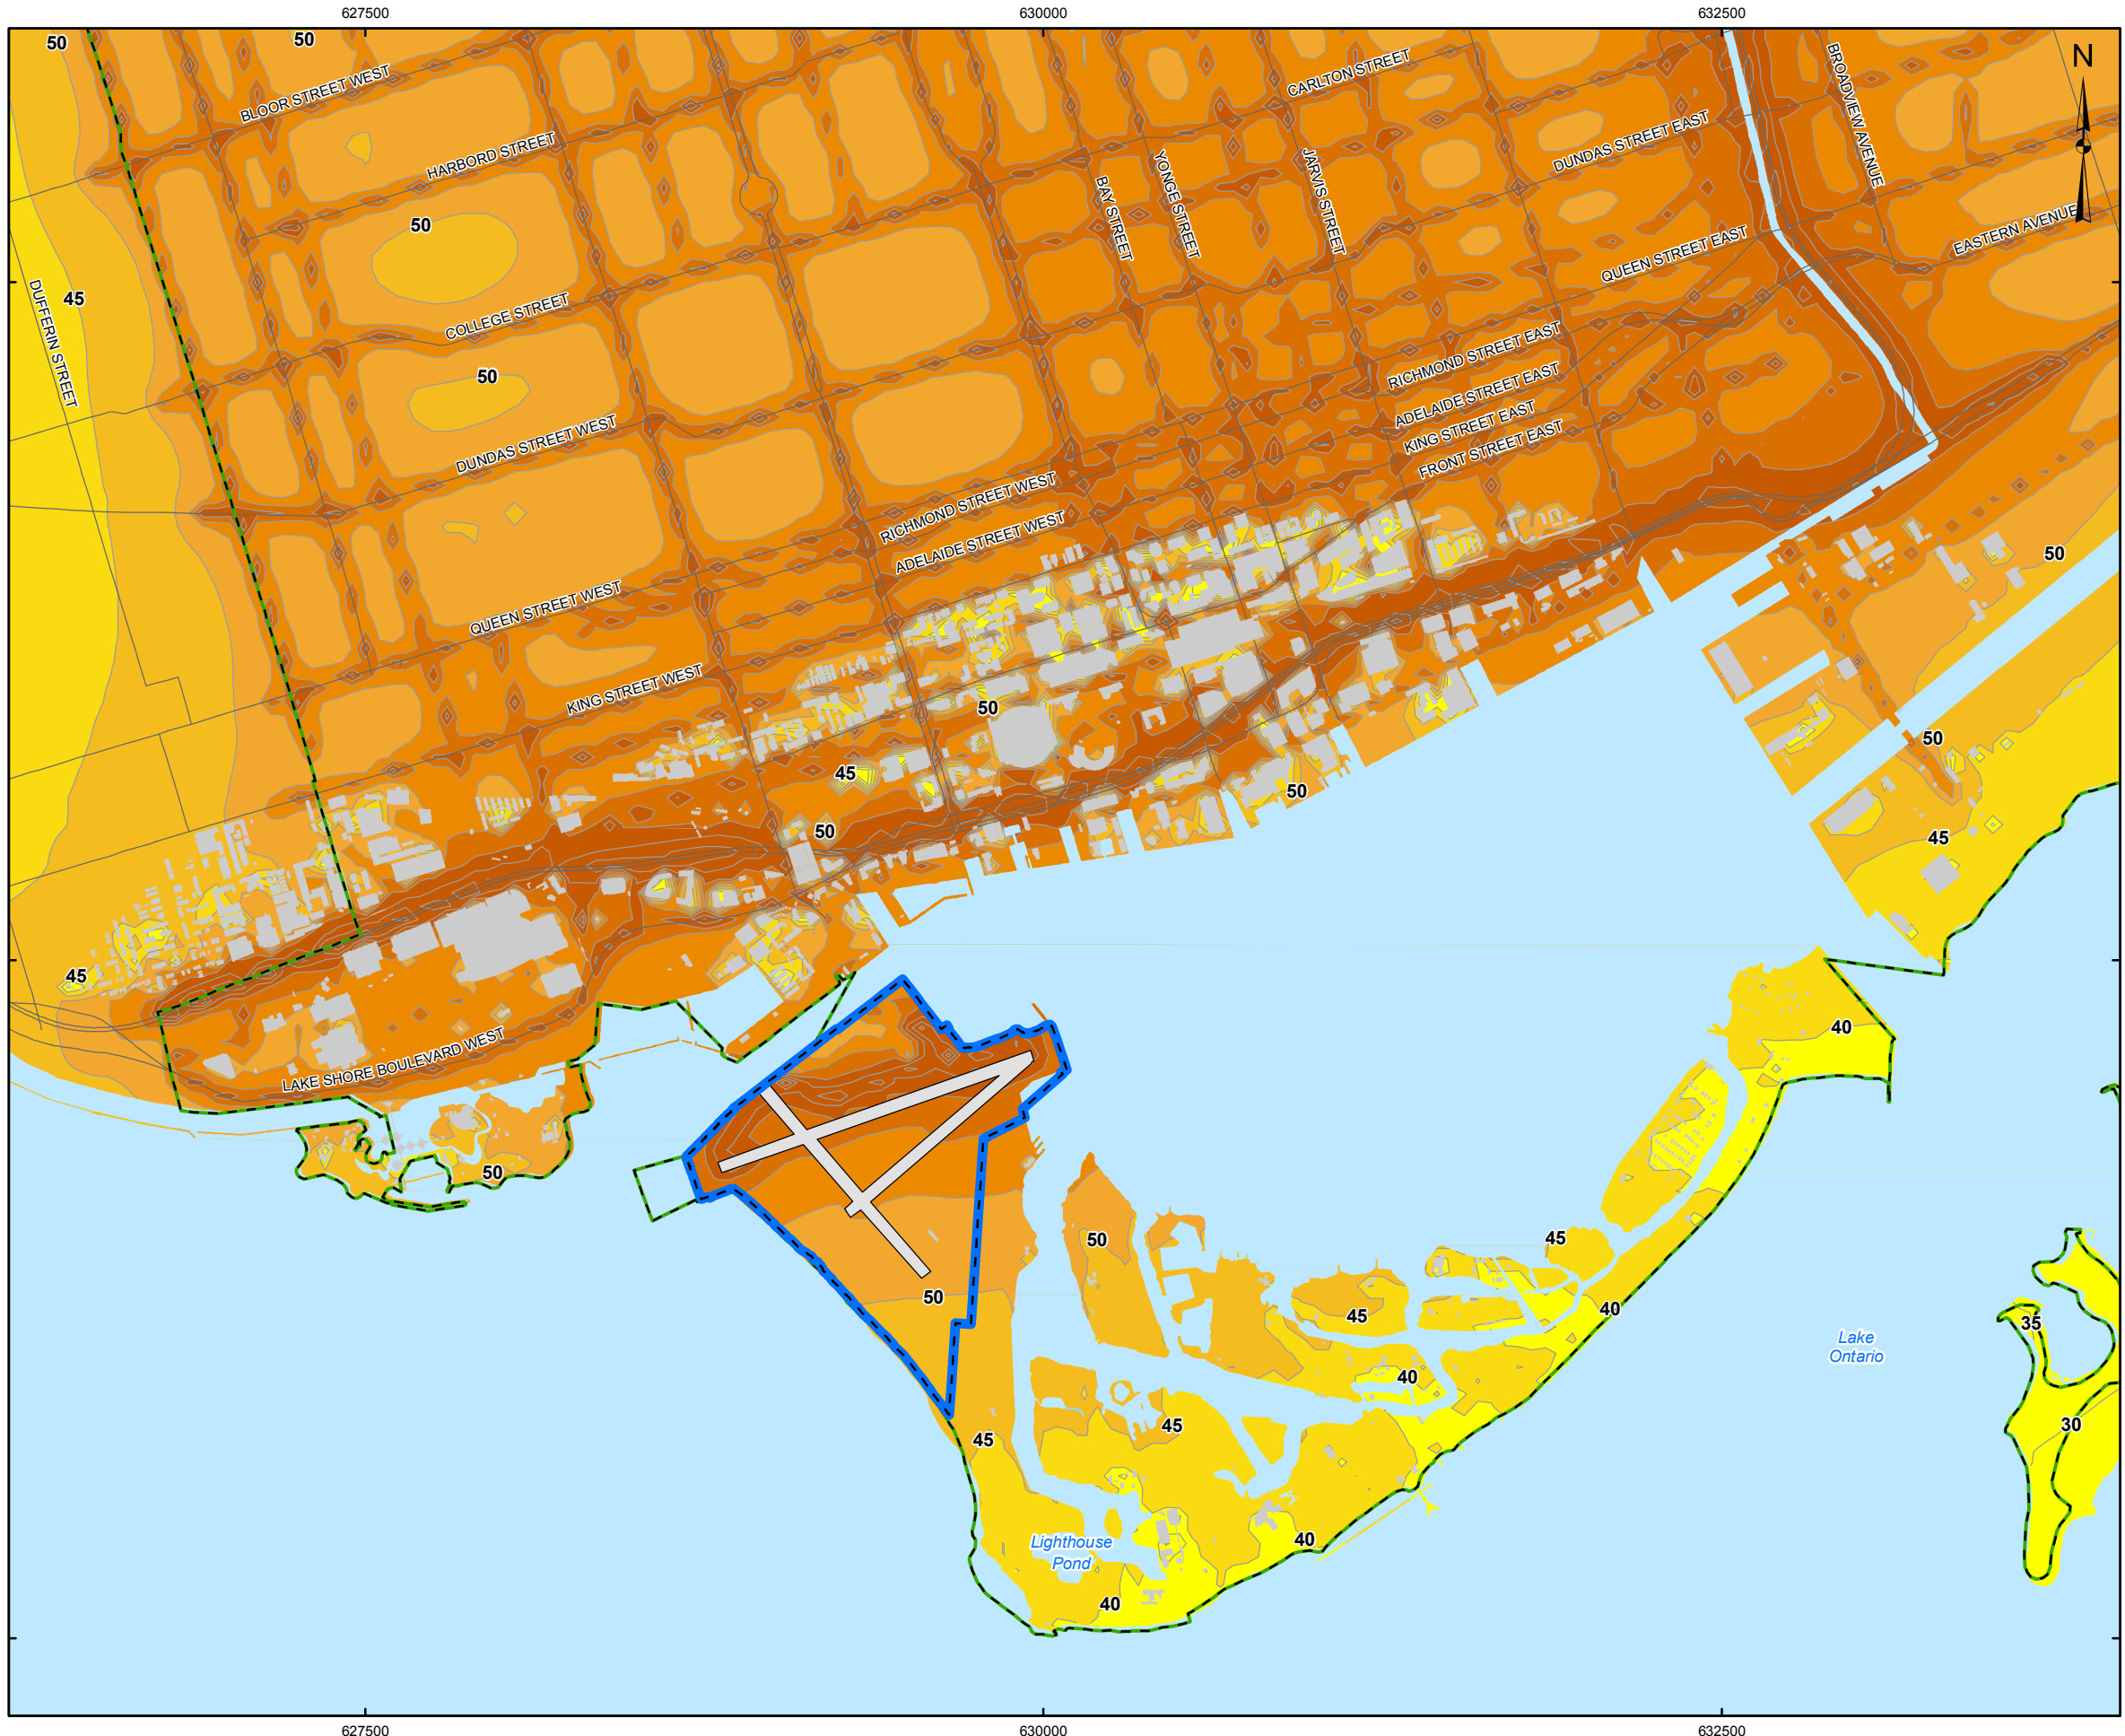 627500
630000
632500
50
50
N
BLOOR STREET WEST
CARLTON STREET
BROADVIEW AVENUE
HARBORD STREET
DUNDAS STREET EAST
BAY STREET
YONGE STREET
JARVIS STREET
50
EASTERN AVENUE
QUEEN STREET EAST
45
DUFFERIN STREET
COLLEGE STREET
RICHMOND STREET EAST
50
ADELAIDE STREET EAST
KING STREET EAST
FRONT STREET EAST
DUNDAS STREET WEST
RICHMOND STREET WEST
ADELAIDE STREET WEST
50
QUEEN STREET WEST
KING STREET WEST
50
50
45
50
50
45
45
LAKE SHORE BOULEVARD WEST
40
50
50
45
50
45
40
35
Lake
Ontario
40
45
45
30
40
Lighthouse
Pond
40
627500
630000
632500